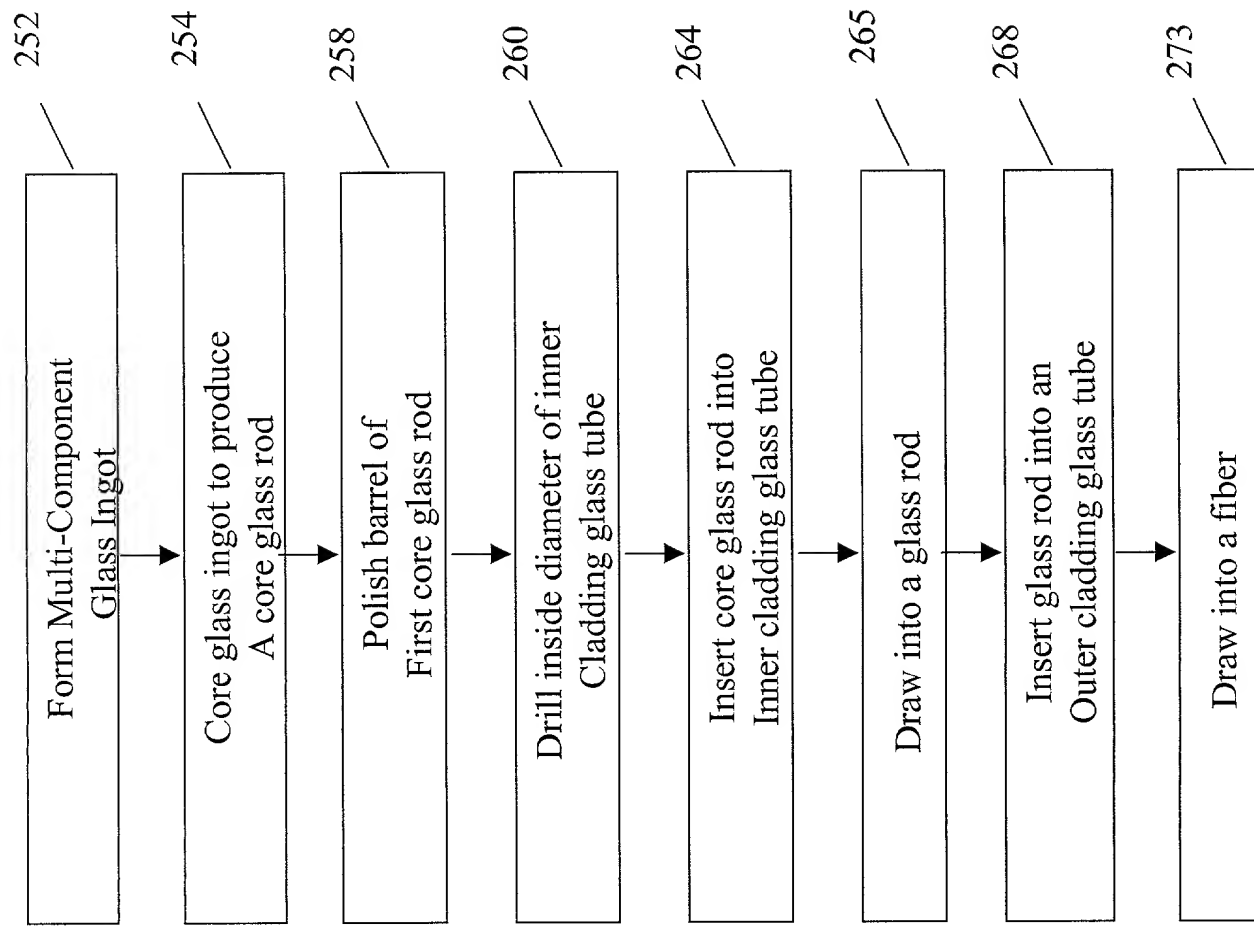 252
Form Multi-Component
Glass Ingot
254
Core glass ingot to produce
A core glass rod
258
Polish barrel of
First core glass rod
260
Drill inside diameter of inner
Cladding glass tube
264
Insert core glass rod into
Inner cladding glass tube
265
Draw into a glass rod
268
Insert glass rod into an
Outer cladding glass tube
273
Draw into a fiber